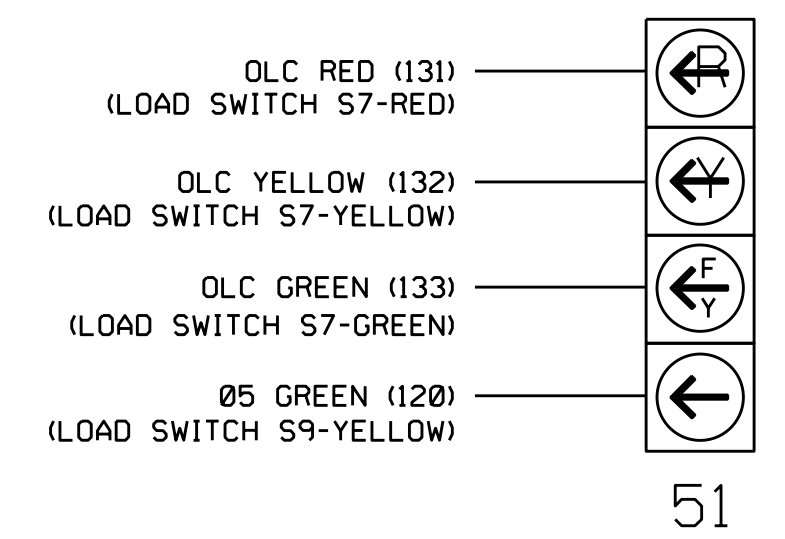 OLC RED (131)
(LOAD SWITCH S7-RED)
R
OLC YELLOW (132)
(LOAD SWITCH S7-YELLOW)
Y
OLC GREEN (133)
(LOAD SWITCH S7-GREEN)
F
Y
Ø5 GREEN (120)
(LOAD SWITCH S9-YELLOW)
51